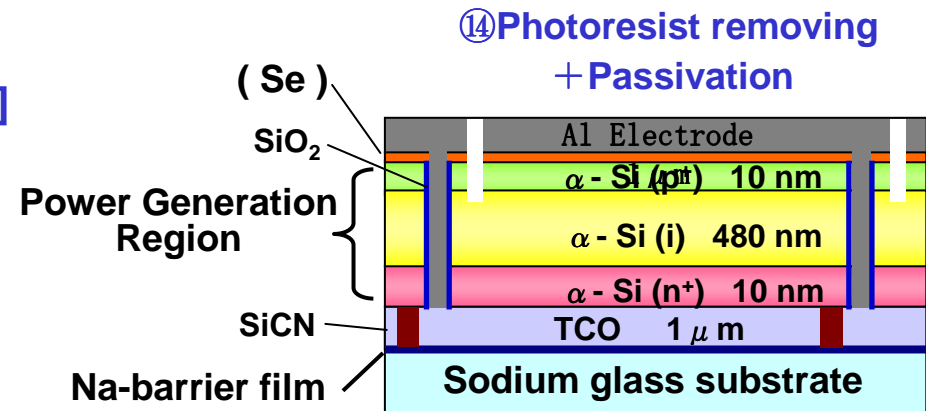 ⑭Photoresist removing
＋Passivation
]
( Se )
SiO₂
Al Electrode
α - Si (p⁺) 10 nm
Power Generation
Region
α - Si (i) 480 nm
α - Si (n⁺) 10 nm
SiCN
TCO 1 μ m
Na-barrier film
Sodium glass substrate